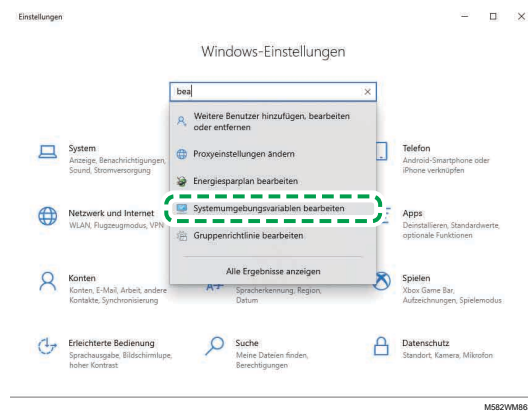 Einstellungen
Windows-Einstellungen
bea
Weitere Benutzer hinzufügen, bearbeiten
oder entfernen
Proxyeinstellungen ändern
Energiesparplan bearbeiten
Systemumgebungsvariablen bearbeiten
Gruppenrichtlinie bearbeiten
Alle Ergebnisse anzeigen
System
Anzeige, Benachrichtigungen,
Sound, Stromversorgung
Telefon
Android-Smartphone oder
iPhone verknüpfen
Netzwerk und Internet
WLAN, Flugzeugmodus, VPN
Apps
Deinstallieren, Standardwerte,
optionale Funktionen
Konten
Konten, E-Mail, Arbeit, andere
Kontakte, Synchronisierung
Spracherkennung, Region,
Datum
Spielen
Xbox Game Bar,
Aufzeichnungen, Spielemodus
Erleichterte Bedienung
Sprachausgabe, Bildschirmlupe,
hoher Kontrast
Suche
Meine Dateien finden,
Berechtigungen
Datenschutz
Standort, Kamera, Mikrofon
M582WM86